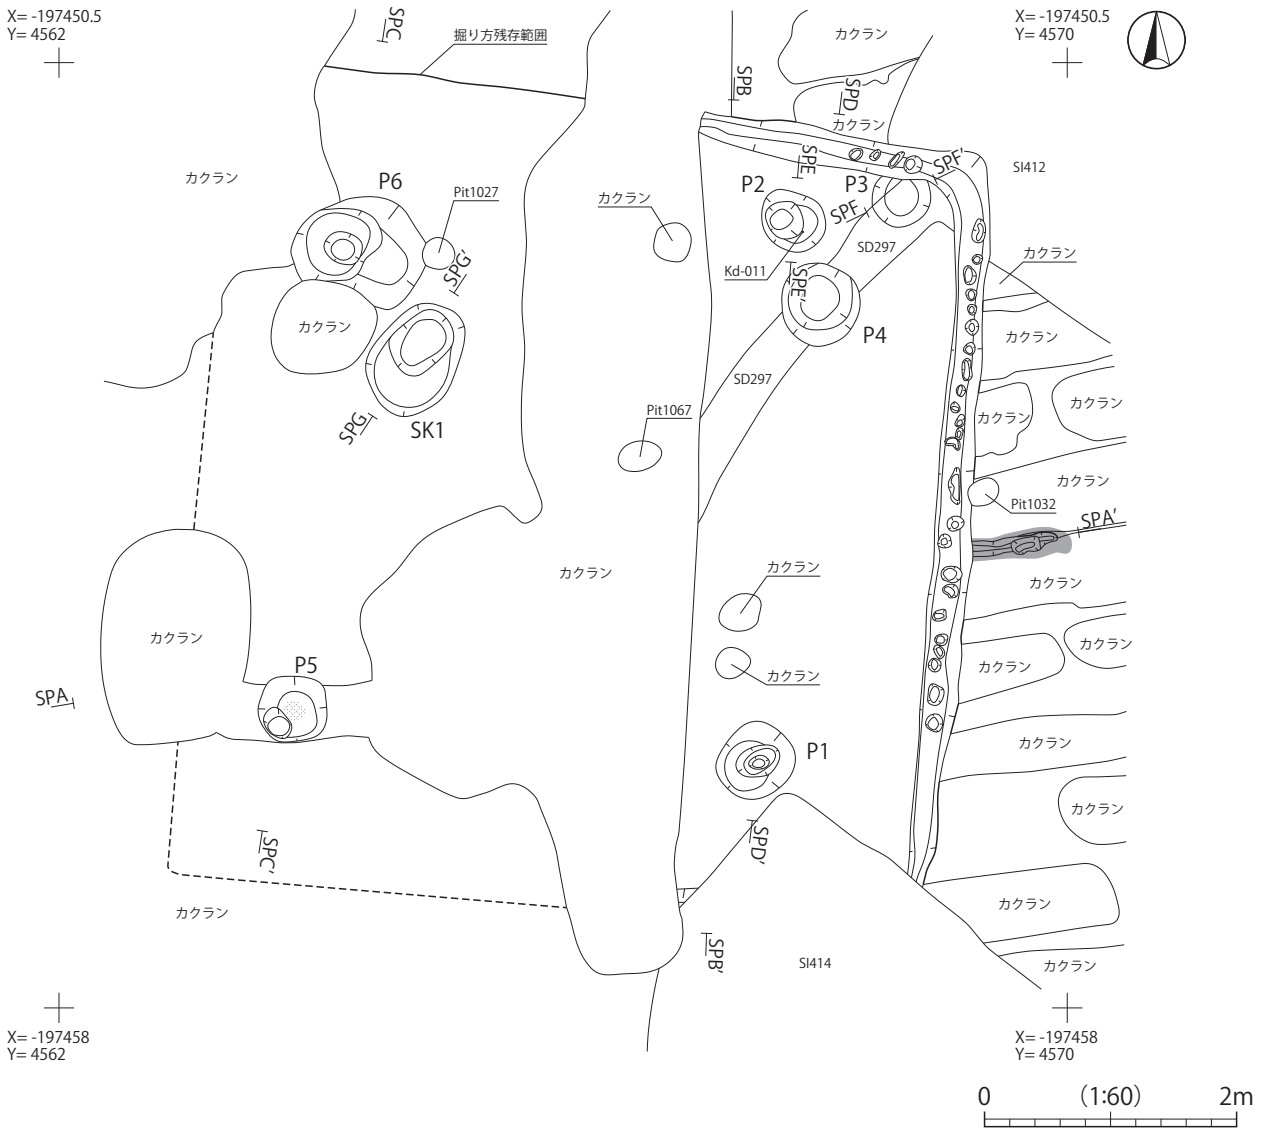 X= -197450.5
Y= 4562
SPC
掘り方残存範囲
SPB
カクラン
SPD
カクラン
X= -197450.5
Y= 4570
SI412
カクラン
P6
Pit1027
カクラン
SPE
P2
P3
SPF
SPF'
SD297
Kd-011
SPE'
P4
カクラン
SPG'
カクラン
カクラン
SD297
SPG
SK1
Pit1067
カクラン
カクラン
カクラン
Pit1032
SPA'
カクラン
カクラン
カクラン
カクラン
カクラン
カクラン
カクラン
P5
SPA
カクラン
P1
カクラン
カクラン
SPC'
SPD'
カクラン
カクラン
SPB'
SI414
カクラン
X= -197458
Y= 4562
X= -197458
Y= 4570
0 (1:60) 2m